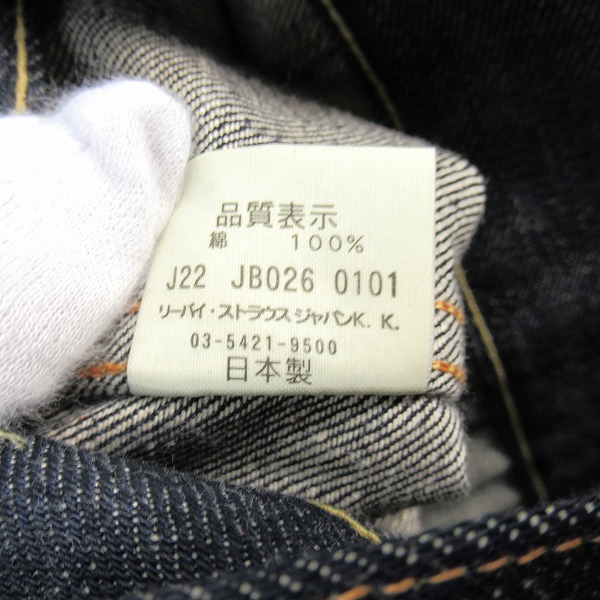 品質表示
綿 100%
J22 JB026 0101
リーバイ・ストラウスジャパンK.K.
03-5421-9500
日本製